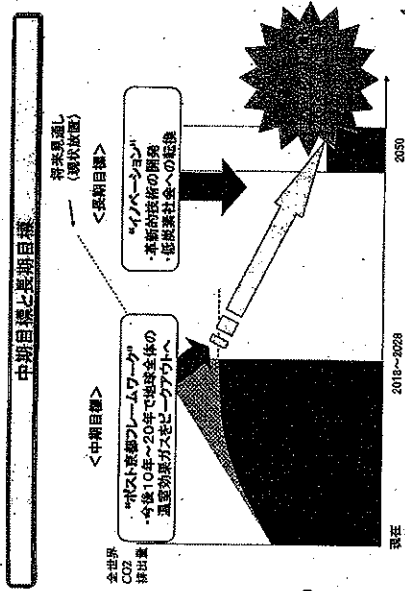 中期目標と長期目標
将来見通し
(現状放置)
<中期目標>
"ポスト京都フレームワーク"
・今後10年～20年で地球全体の
温室効果ガスをピークアウトへ
<長期目標>
"イノベーション"
・革新的技術の開発
・低炭素社会への転換
全世界
CO2
排出量
現在
2018～2028
2050